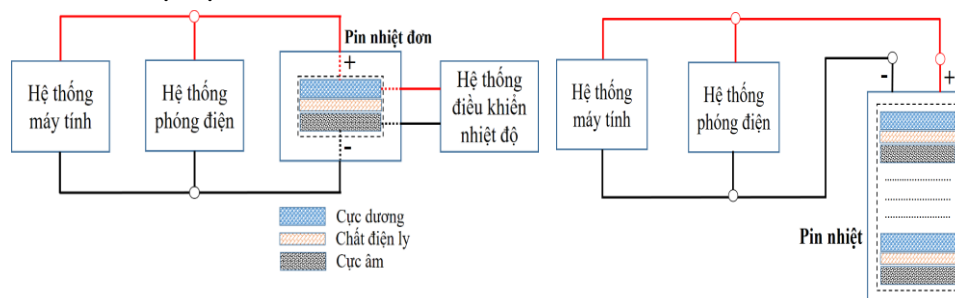 Pin nhiệt đơn
+
Hệ thống
máy tính
Hệ thống
phóng điện
Hệ thống
điều khiển
nhiệt độ
-
Cực dương
Chất điện ly
Cực âm
Hệ thống
máy tính
Hệ thống
phóng điện
-
+
Pin nhiệt